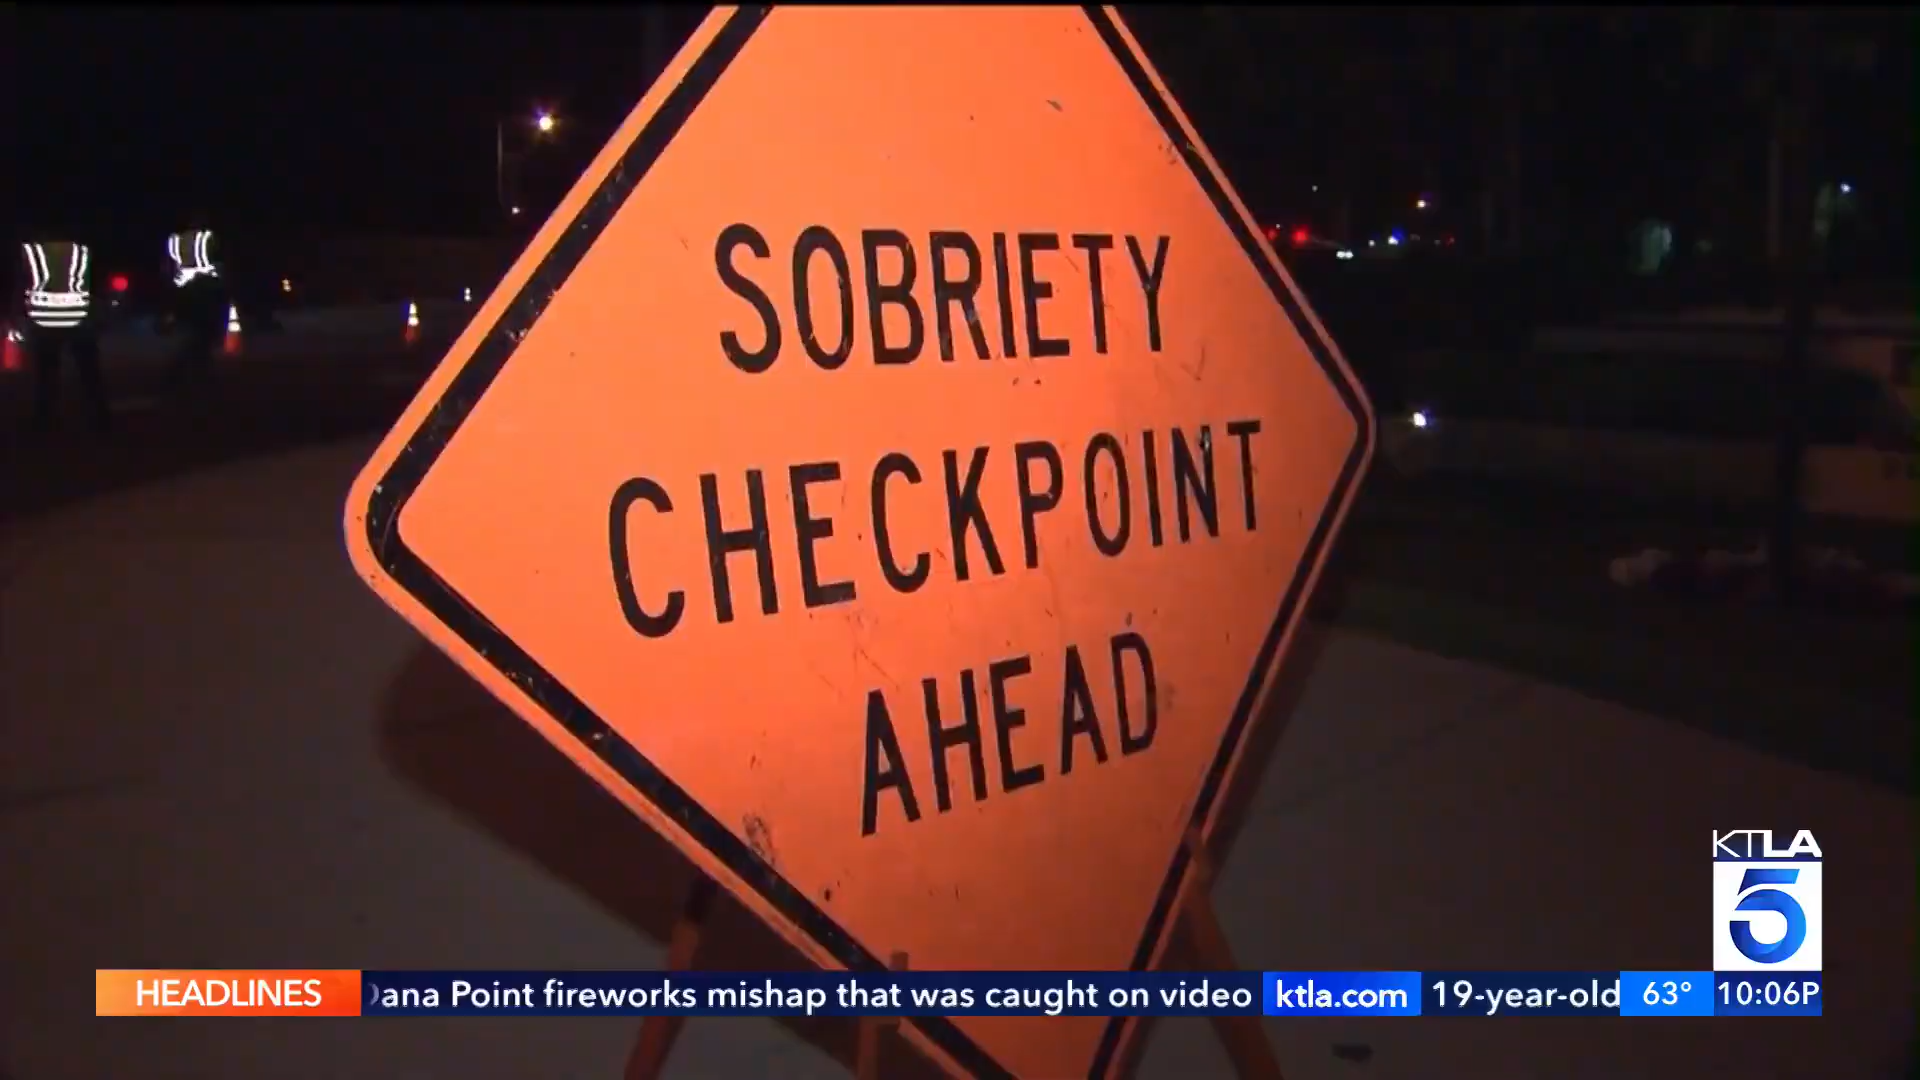 SOBRIETY
CHECKPOINT
AHEAD
KTLA
5
HEADLINES
Dana Point fireworks mishap that was caught on video ktla.com 19-year-old 63° 10:06P